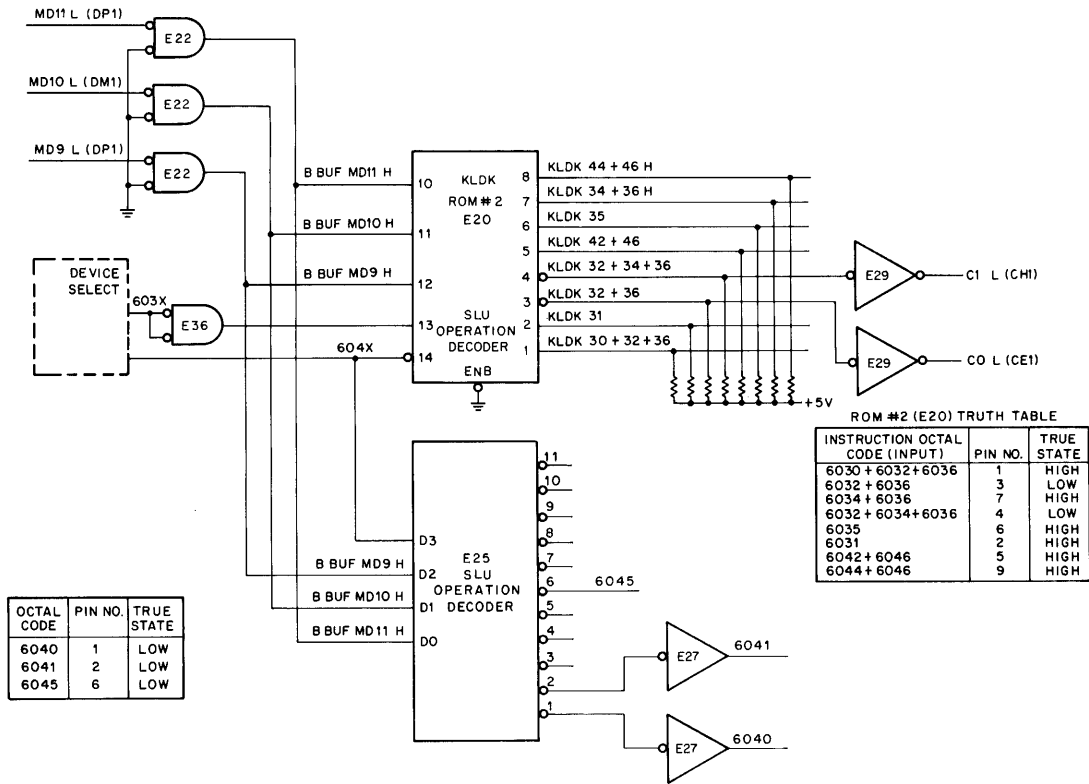 MD11 L (DP1)
E22
MD10 L (DM1)
E22
MD9 L (DP1)
E22
B BUF MD11 H
B BUF MD10 H
B BUF MD9 H
DEVICE
SELECT
603X
E36
604X
10
11
12
13
14
KLDK
ROM#2
E20
SLU
OPERATION
DECODER
ENB
8
7
6
5
4
3
2
1
KLDK 44 + 46 H
KLDK 34 + 36 H
KLDK 35
KLDK 42 + 46
KLDK 32 + 34 + 36
KLDK 32 + 36
KLDK 31
KLDK 30 + 32 + 36
+5V
E29
C1 L (CH1)
E29
C0 L (CE1)
ROM #2 (E20) TRUTH TABLE
INSTRUCTION OCTAL CODE (INPUT) PIN NO. TRUE STATE
6030 + 6032 + 6036 1 HIGH
6032 + 6036 3 LOW
6034 + 6036 7 HIGH
6032 + 6034 + 6036 4 LOW
6035 6 HIGH
6031 2 HIGH
6042 + 6046 5 HIGH
6044 + 6046 9 HIGH
D3
B BUF MD9 H
D2
B BUF MD10 H
D1
B BUF MD11 H
D0
E25
SLU
OPERATION
DECODER
11
10
9
8
7
6
6045
5
4
3
2
1
E27
6041
E27
6040
OCTAL CODE PIN NO. TRUE STATE
6040 1 LOW
6041 2 LOW
6045 6 LOW